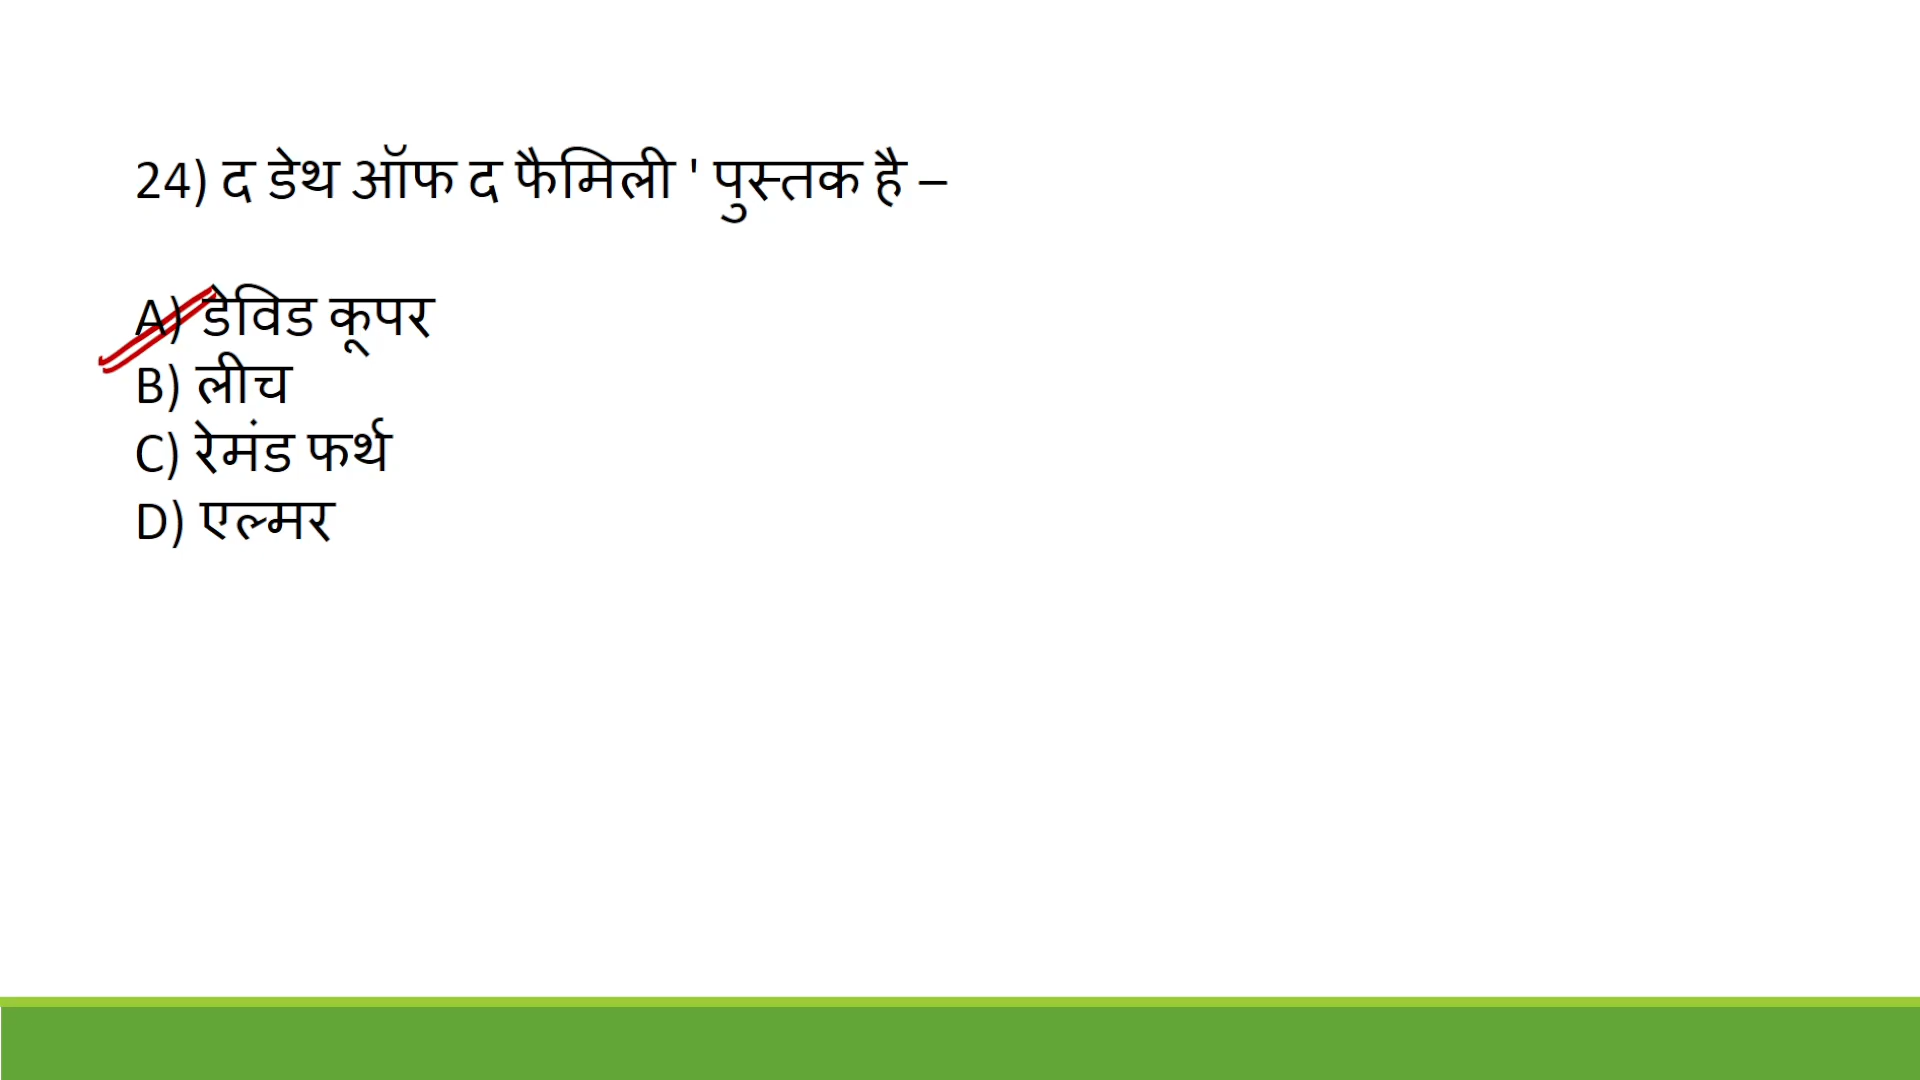 24) द डेथ ऑफ द फैमिली ' पुस्तक है –
A) डेविड कूपर
B) लीच
C) रेमंड फर्थ
D) एल्मर